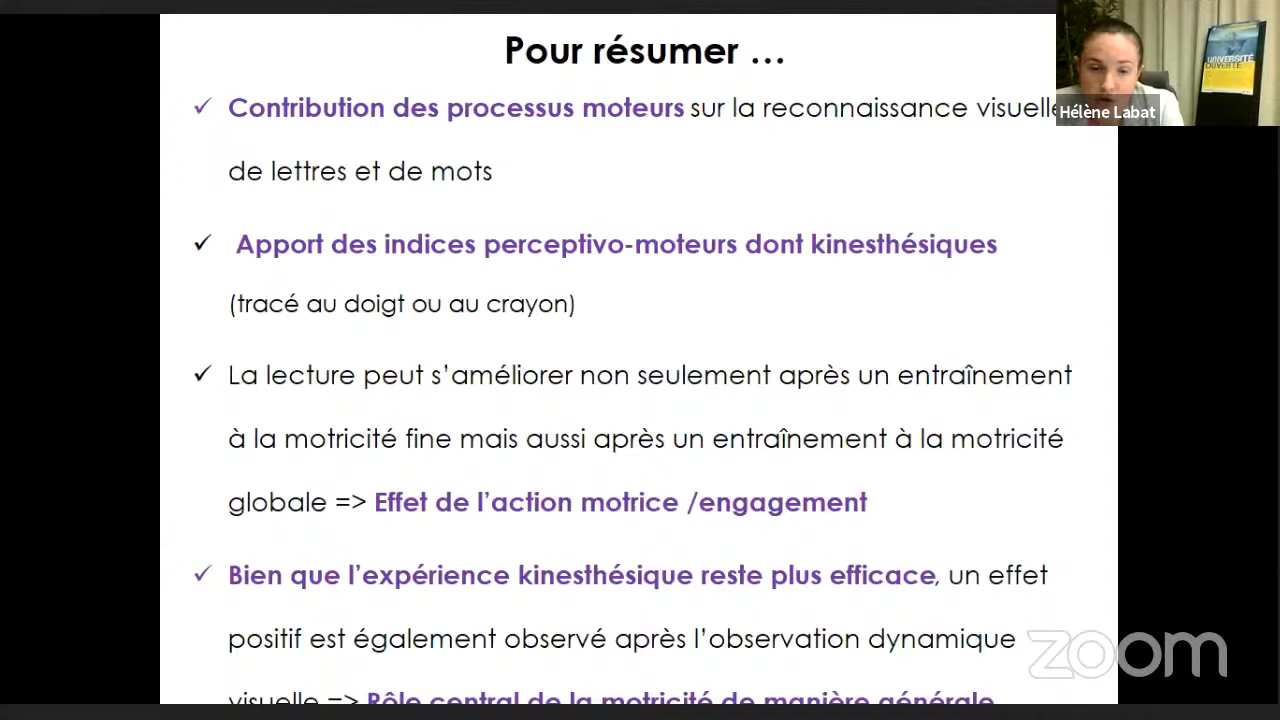 Pour résumer …
Contribution des processus moteurs sur la reconnaissance visuelle
de lettres et de mots
Apport des indices perceptivo-moteurs dont kinesthésiques
(tracé au doigt ou au crayon)
La lecture peut s’améliorer non seulement après un entraînement
à la motricité fine mais aussi après un entraînement à la motricité
globale => Effet de l’action motrice /engagement
Bien que l’expérience kinesthésique reste plus efficace, un effet
positif est également observé après l’observation dynamique
visuelle => Rôle central de la motricité de manière générale
UNIVERSITÉ
OUVERTE
Hélène Labat
zoom